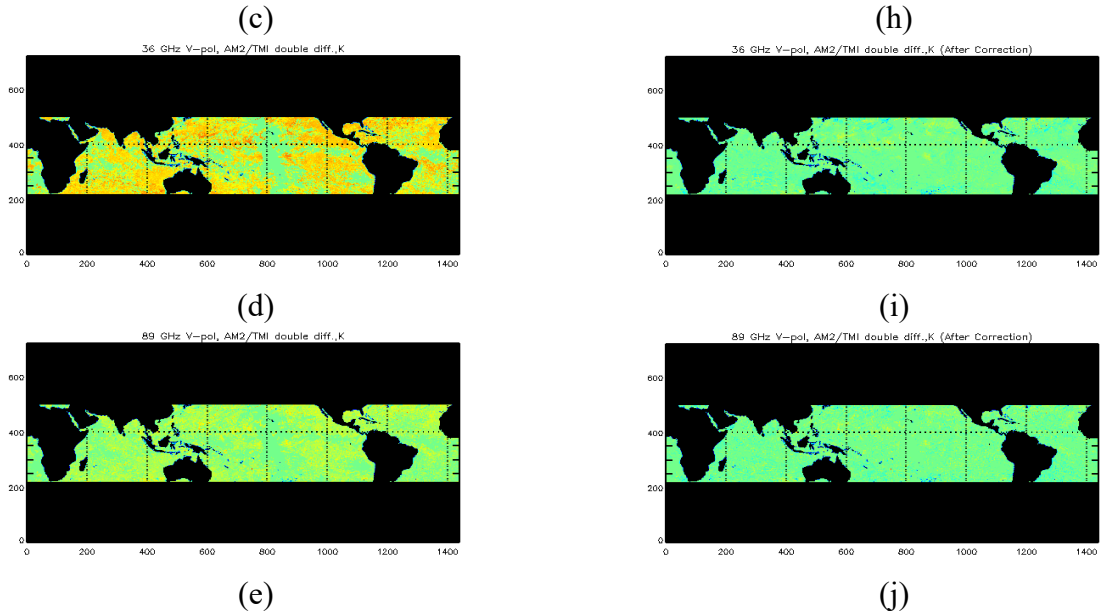 (c)
(h)
36 GHz V-pol, AM2/TMI double diff.,K
36 GHz V-pol, AM2/TMI double diff.,K (After Correction)
600
600
400
400
200
200
0
0
0 200 400 600 800 1000 1200 1400
0 200 400 600 800 1000 1200 1400
(d)
(i)
89 GHz V-pol, AM2/TMI double diff.,K
89 GHz V-pol, AM2/TMI double diff.,K (After Correction)
600
600
400
400
200
200
0
0
0 200 400 600 800 1000 1200 1400
0 200 400 600 800 1000 1200 1400
(e)
(j)